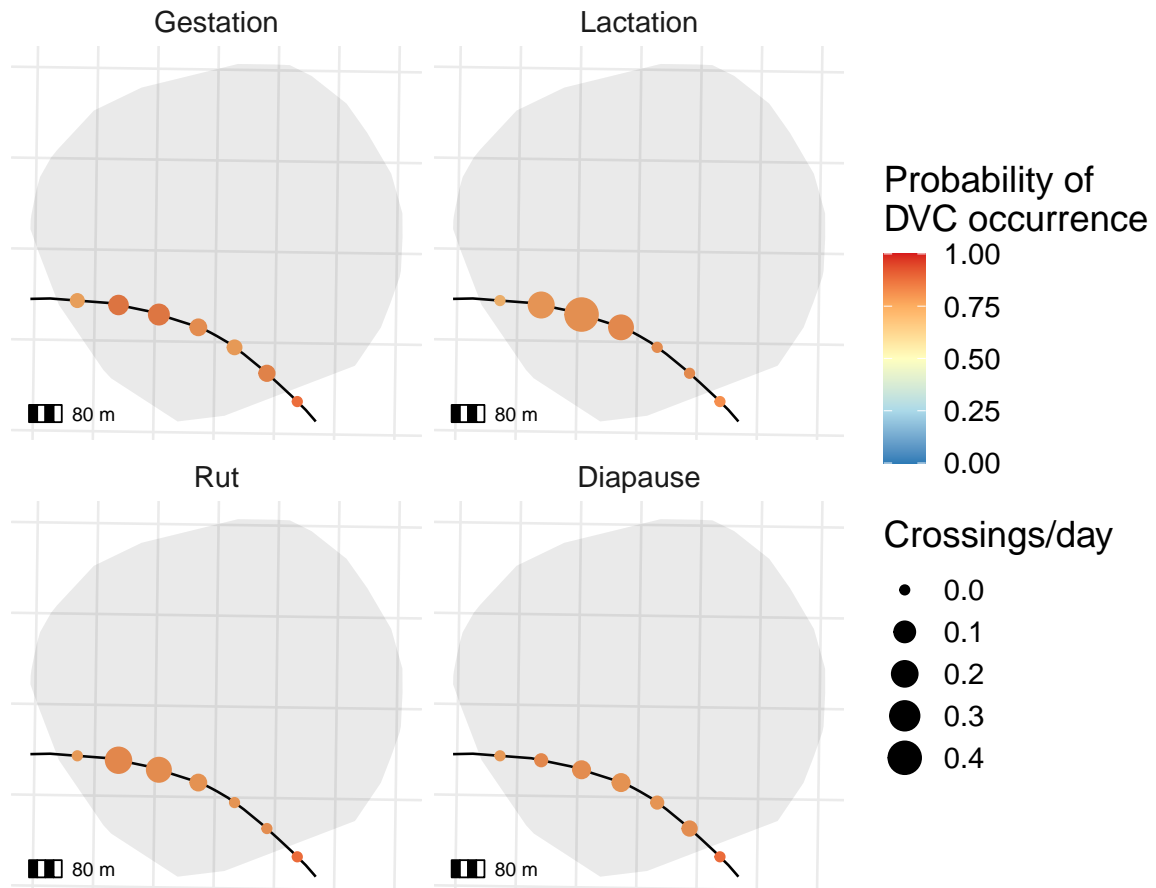 Gestation
Lactation
80 m
80 m
Rut
Diapause
80 m
80 m
Probability of
DVC occurrence
1.00
0.75
0.50
0.25
0.00
Crossings/day
0.0
0.1
0.2
0.3
0.4